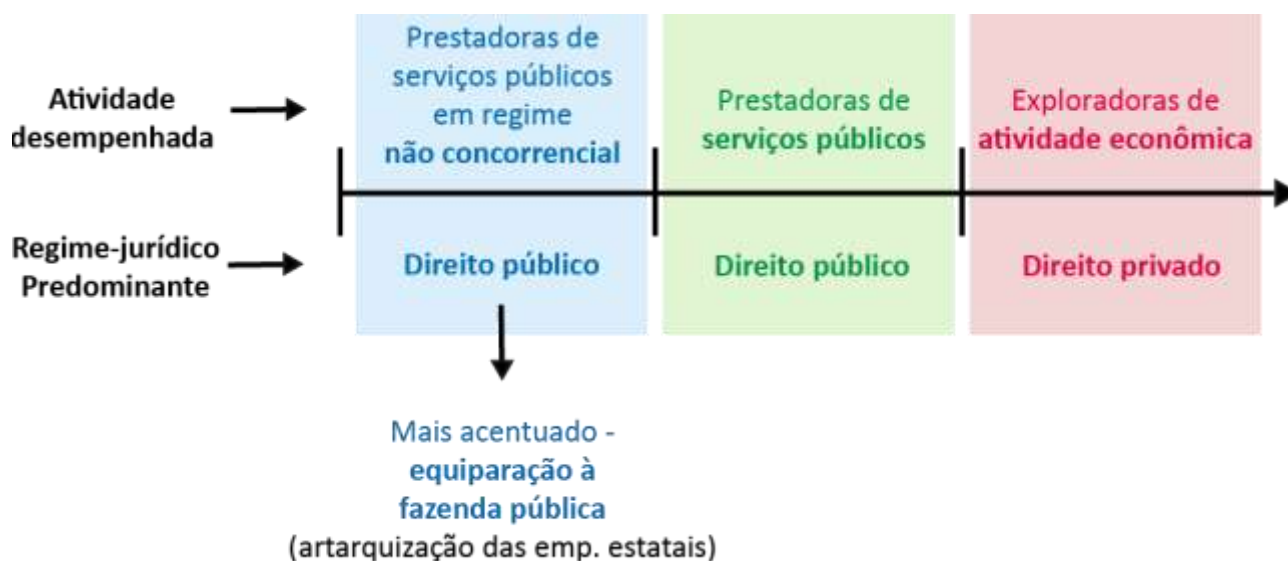 Atividade
desempenhada
Prestadoras de
serviços públicos
em regime
não concorrencial
Prestadoras de
serviços públicos
Exploradoras de
atividade econômica
Regime-jurídico
Predominante
Direito público
Direito público
Direito privado
Mais acentuado -
equiparação à
fazenda pública
(artarquização das emp. estatais)